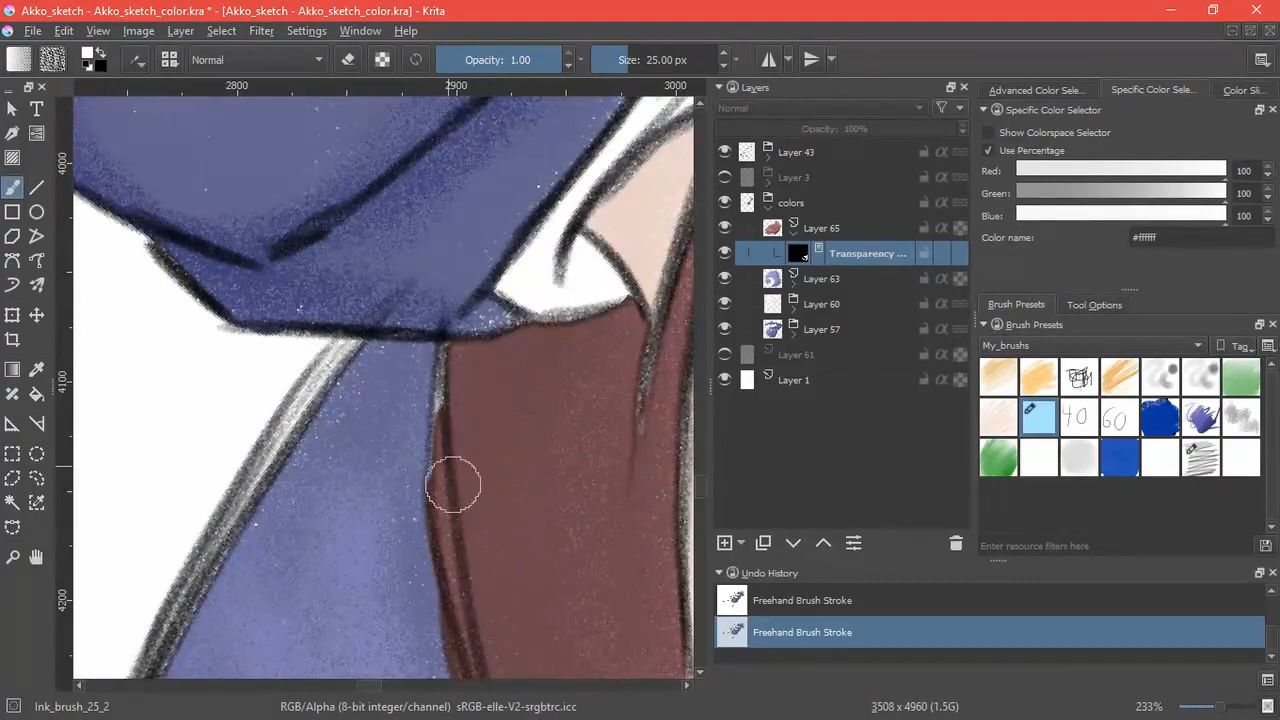 Akko_sketch - Akko_sketch_color.kra * - [Akko_sketch - Akko_sketch_color.kra] - Krita
File Edit View Image Layer Select Filter Settings Window Help
Normal Opacity: 1.00 Size: 25.00 px
2800 2900 3000
4000
4100
4200
Layers
Normal
Opacity: 100%
Layer 43
Layer 3
colors
Layer 65
Transparency ...
Layer 63
Layer 60
Layer 57
Layer 61
Layer 1
Undo History
Freehand Brush Stroke
Freehand Brush Stroke
Advanced Color Sele... Specific Color Sele... Color Sli...
Specific Color Selector
Show Colorspace Selector
Use Percentage
Red: 100
Green: 100
Blue: 100
Color name: #ffffff
Brush Presets Tool Options
Brush Presets
My_brushes Tag
40 60
Enter resource filters here
Ink_brush_25_2 RGB/Alpha (8-bit integer/channel) sRGB-elle-V2-srgbtrc.icc 3508 x 4960 (1.5G) 233%